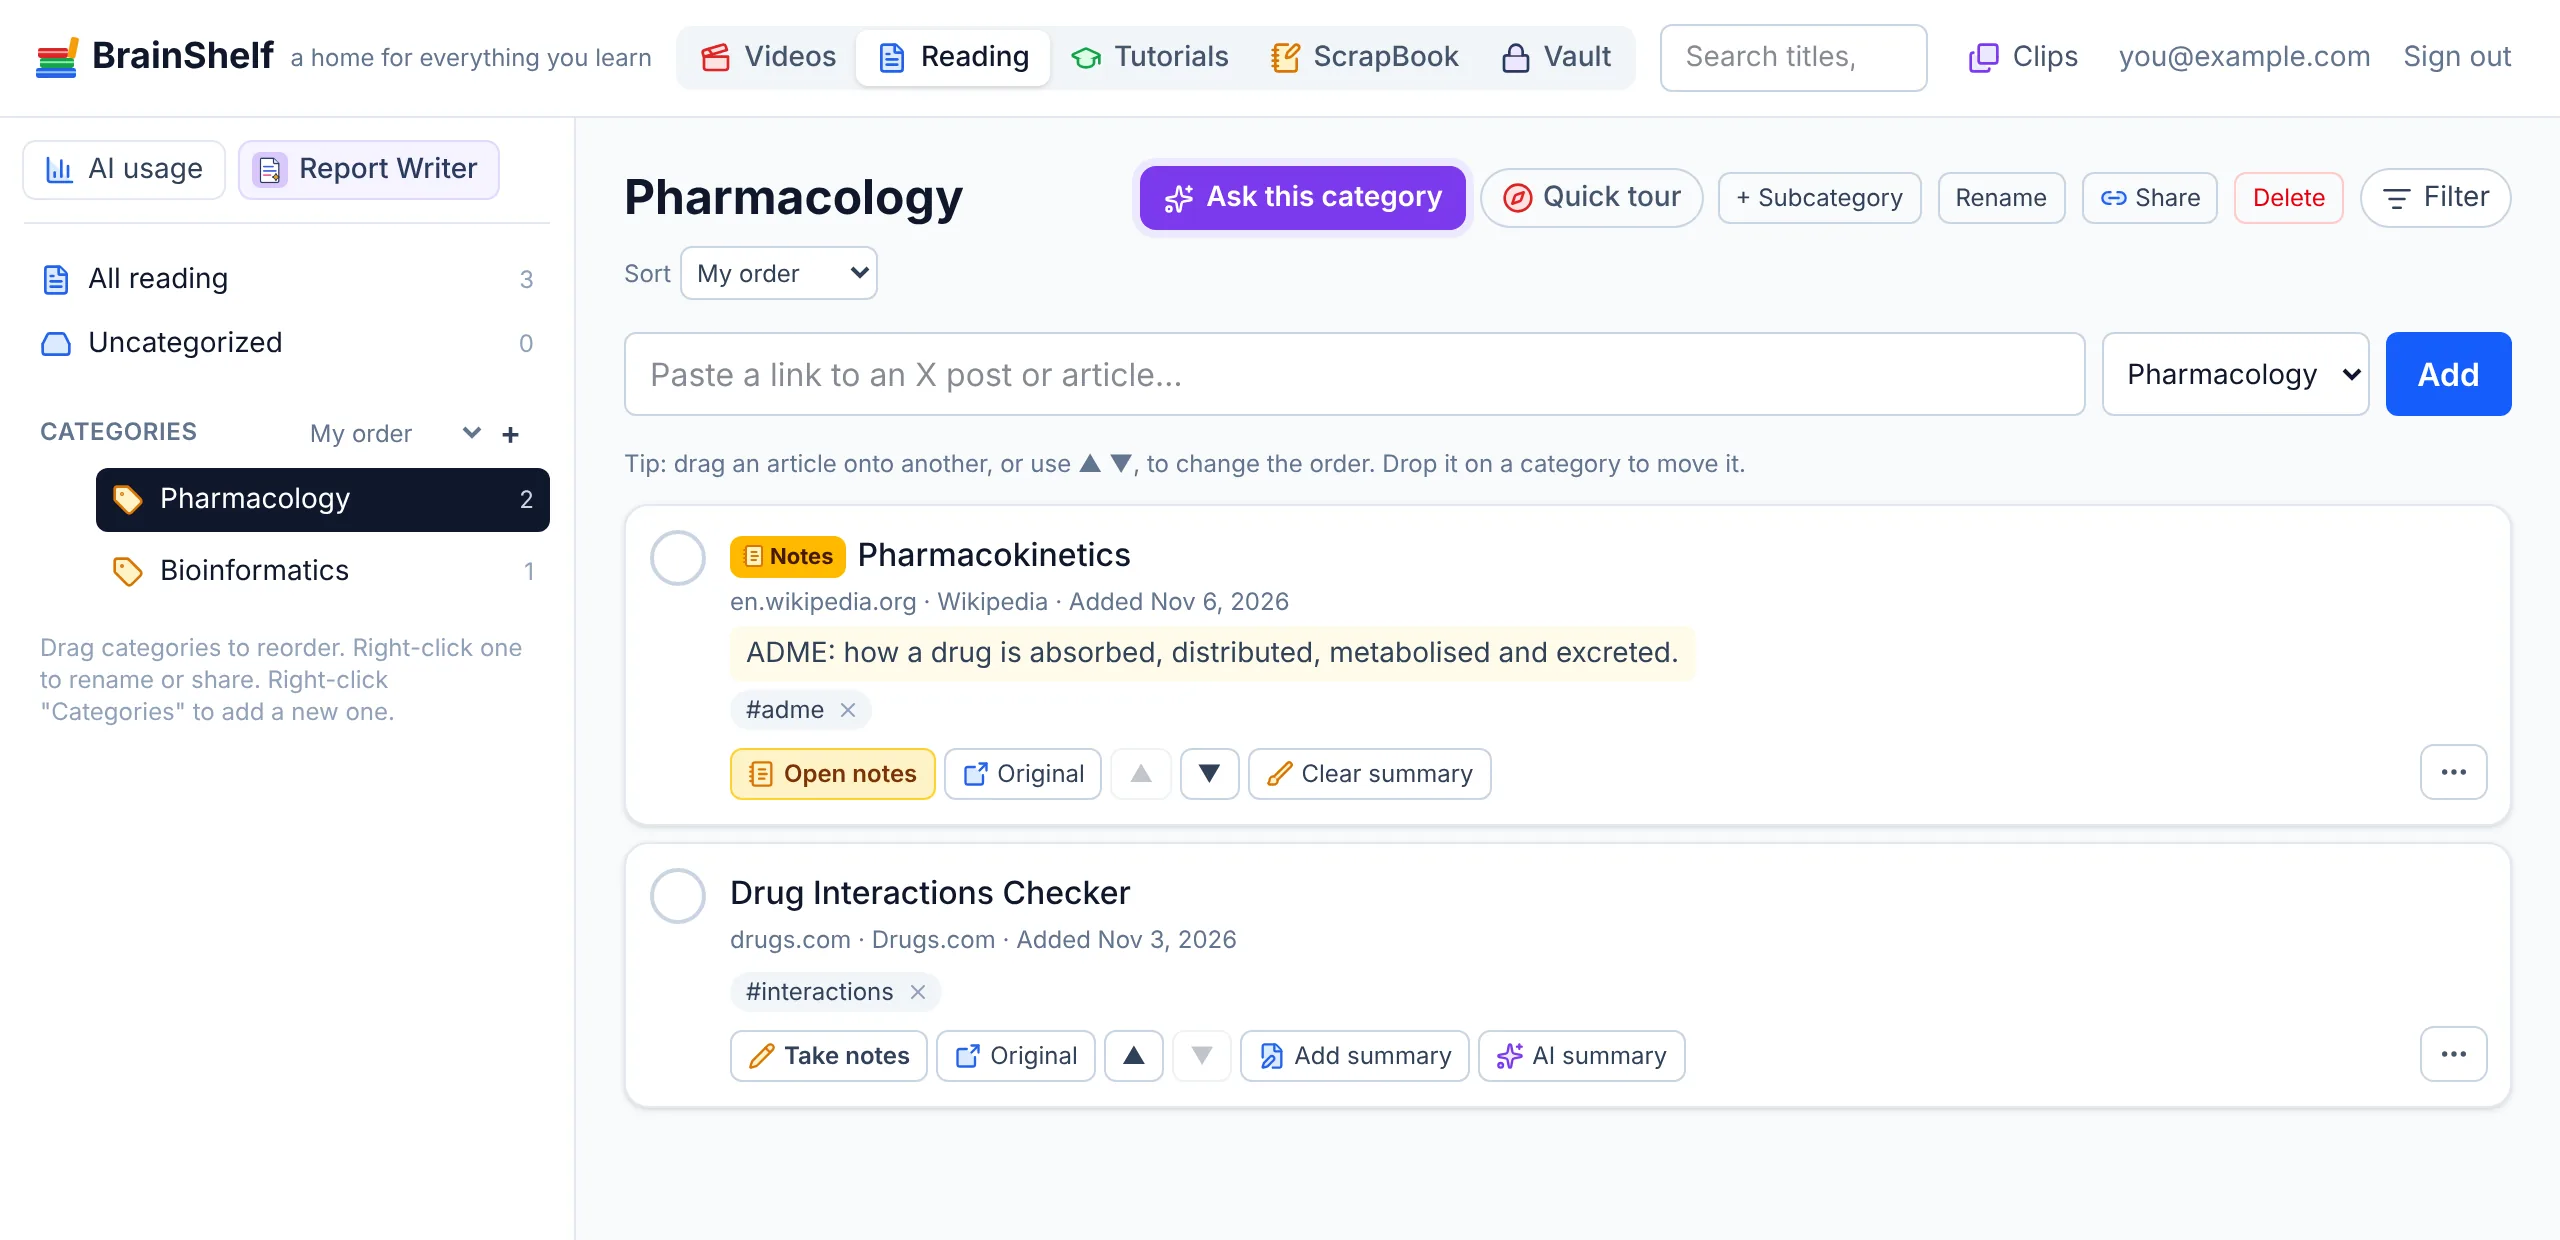 BrainShelf a home for everything you learn Videos Reading Tutorials ScrapBook Vault Search titles, Clips you@example.com Sign out
AI usage Report Writer
All reading 3
Uncategorized 0
CATEGORIES My order +
Pharmacology 2
Bioinformatics 1
Drag categories to reorder. Right-click one
to rename or share. Right-click
"Categories" to add a new one.
Pharmacology Ask this category Quick tour + Subcategory Rename Share Delete Filter
Sort My order
Paste a link to an X post or article... Pharmacology Add
Tip: drag an article onto another, or use ▲ ▼, to change the order. Drop it on a category to move it.
Notes Pharmacokinetics
en.wikipedia.org · Wikipedia · Added Nov 6, 2026
ADME: how a drug is absorbed, distributed, metabolised and excreted.
#adme ×
Open notes Original ▲ ▼ Clear summary ...
Drug Interactions Checker
drugs.com · Drugs.com · Added Nov 3, 2026
#interactions ×
Take notes Original ▲ ▼ Add summary AI summary ...